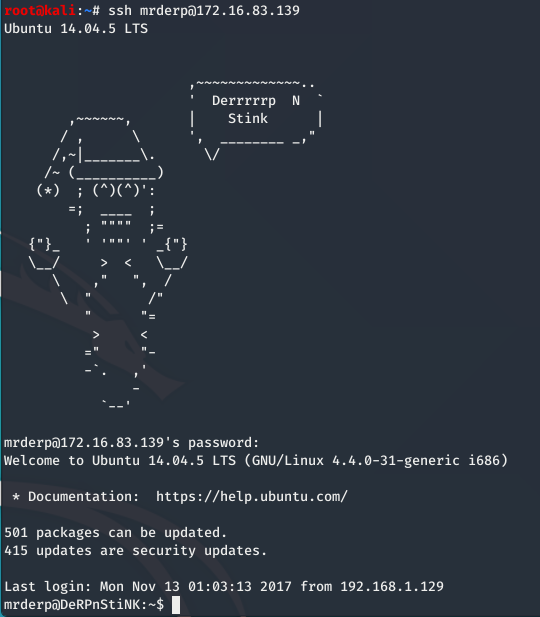 root@kali:~# ssh mrderp@172.16.83.139
Ubuntu 14.04.5 LTS


                       ,~~~~~~~~~~~~~..
                       '  Derrrrrp  N  `
        ,~~~~~~,       |    Stink      |
       / ,      \      ',  ________ _,"
      /,~|_______\.      \/
     /~ (__________)
    (*)  ; (^)(^)':
        =;  ____  ;
          ; """"  ;=
   {"}_   ' '""' ' _{"}
   \__/     >  <   \__/
      \    ,"   ",  /
       \  "       /"
          "      "=
           >     <
          ="     "-
          -`.   ,'
                -
            `--'

mrderp@172.16.83.139's password:
Welcome to Ubuntu 14.04.5 LTS (GNU/Linux 4.4.0-31-generic i686)

 * Documentation:  https://help.ubuntu.com/

501 packages can be updated.
415 updates are security updates.

Last login: Mon Nov 13 01:03:13 2017 from 192.168.1.129
mrderp@DeRPnStiNK:~$